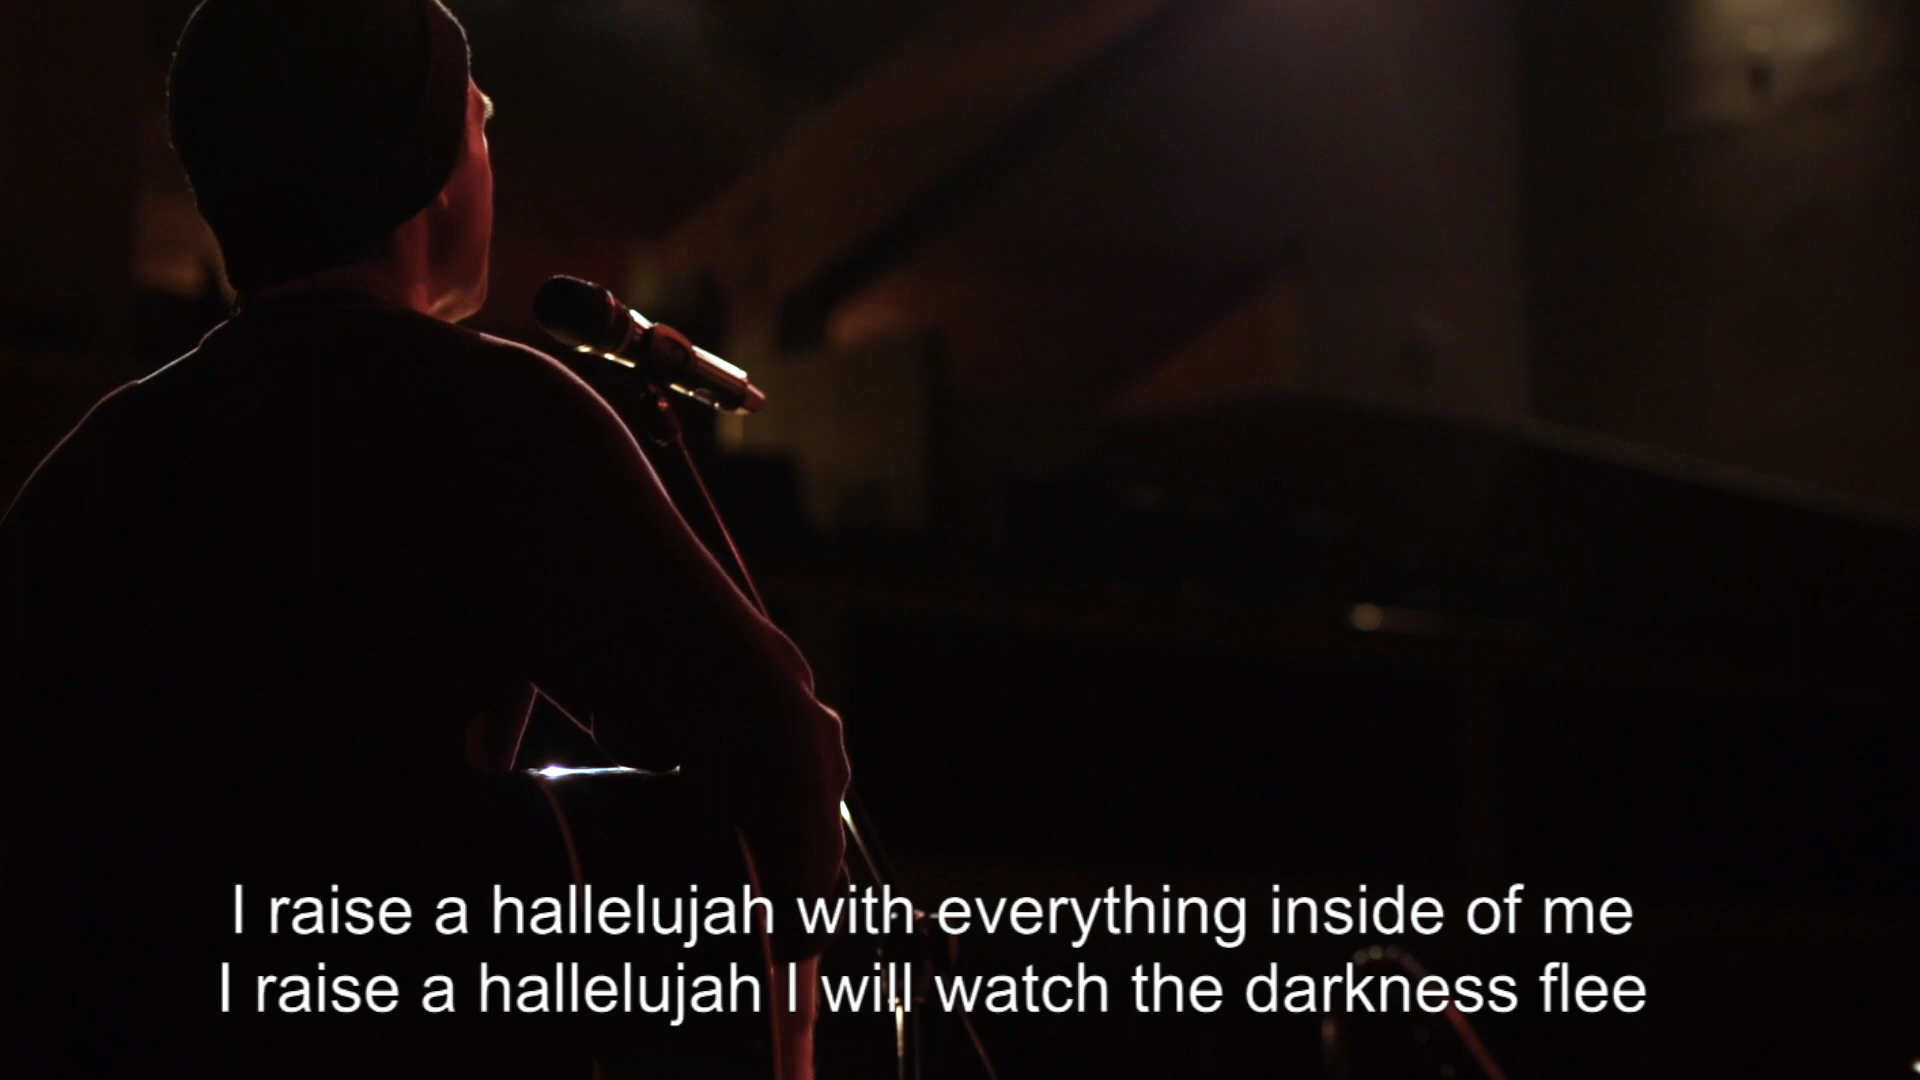 I raise a hallelujah with everything inside of me
I raise a hallelujah I will watch the darkness flee